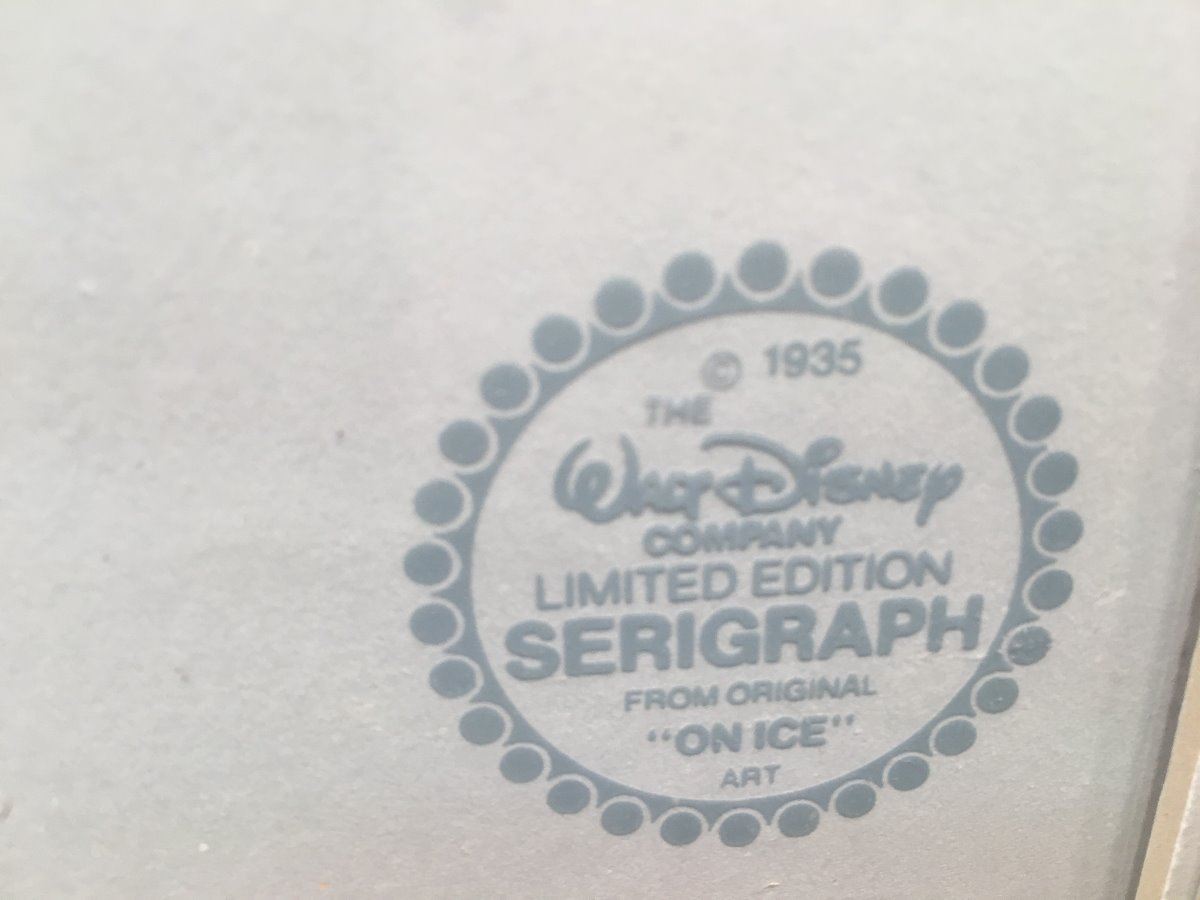 © 1935
THE
WALT DISNEY
COMPANY
LIMITED EDITION
SERIGRAPH
FROM ORIGINAL
"ON ICE"
ART